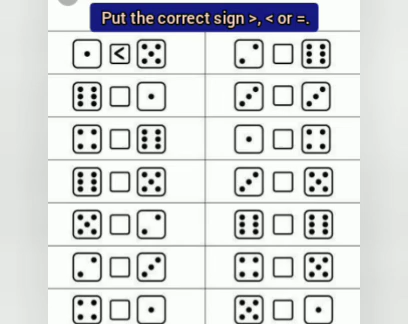 Put the correct sign >, < or =.
<